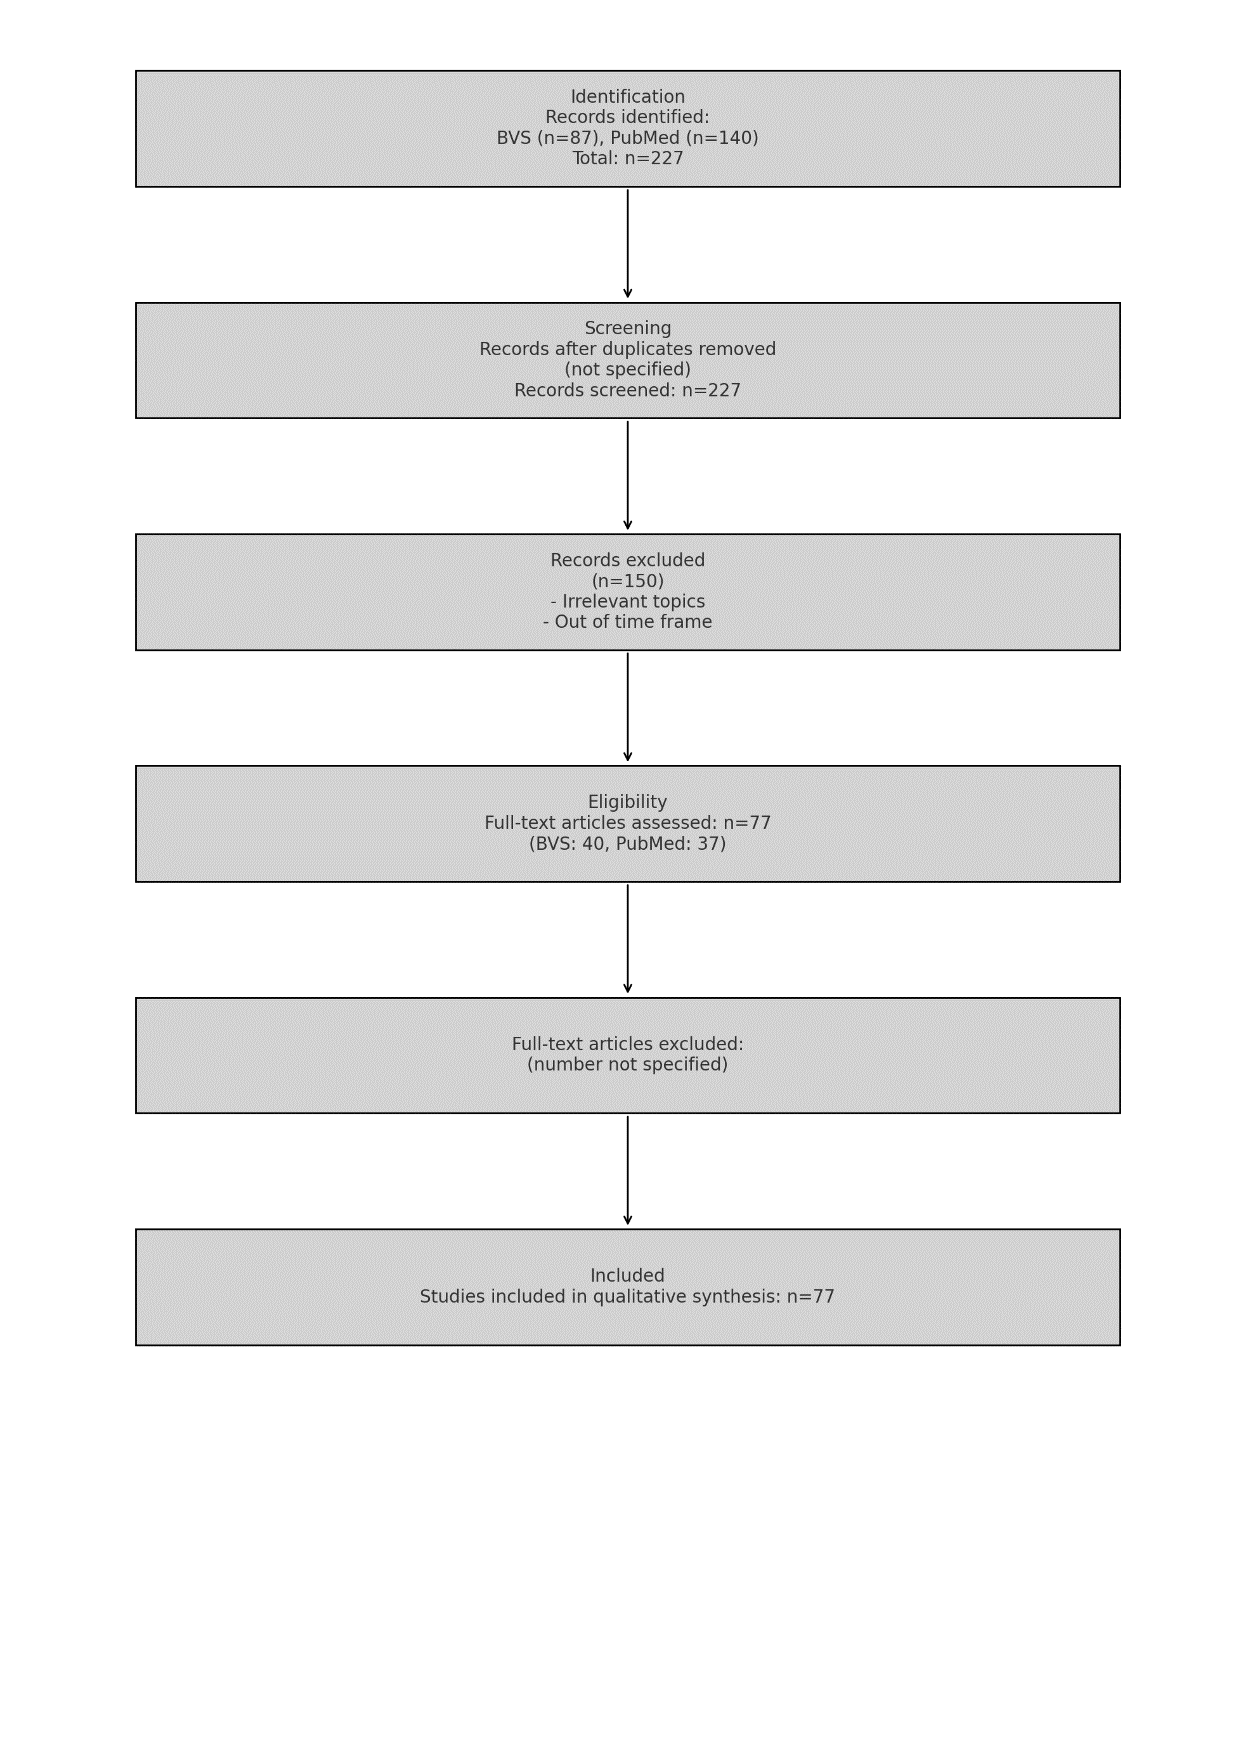 Identification
Records identified:
BVS (n=87), PubMed (n=140)
Total: n=227
Screening
Records after duplicates removed
(not specified)
Records screened: n=227
Records excluded
(n=150)
- Irrelevant topics
- Out of time frame
Eligibility
Full-text articles assessed: n=77
(BVS: 40, PubMed: 37)
Full-text articles excluded:
(number not specified)
Included
Studies included in qualitative synthesis: n=77